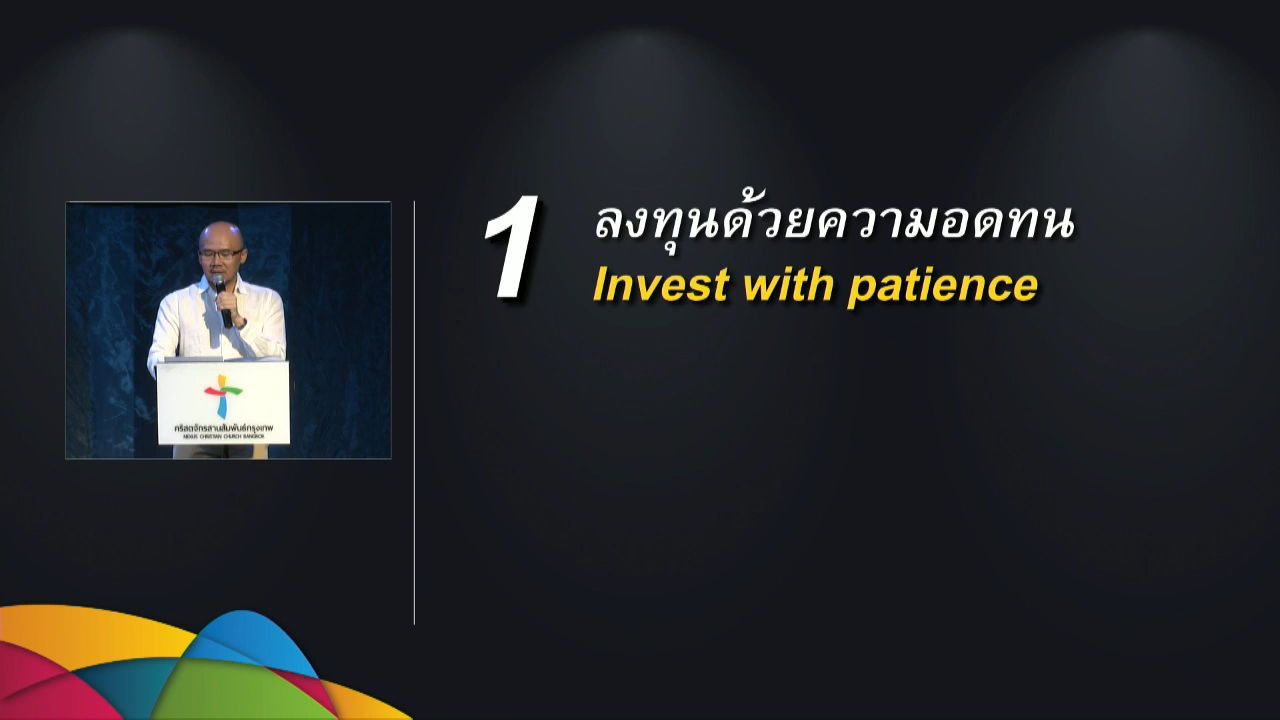 1
ลงทุนด้วยความอดทน
Invest with patience
คริสตจักรสานสัมพันธ์กรุงเทพ
NEXUS CHRISTIAN CHURCH BANGKOK